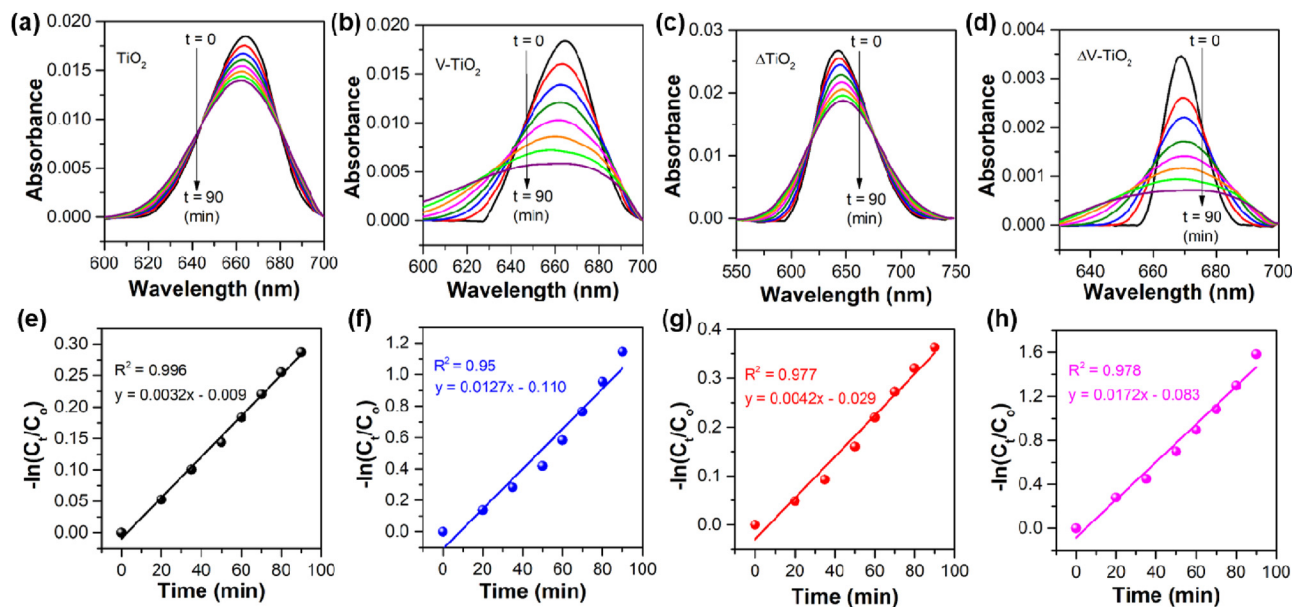 (a)
TiO2
t = 0
t = 90
(min)
0.020
0.015
0.010
0.005
0.000
Absorbance
600 620 640 660 680 700
Wavelength (nm)
(b)
V-TiO2
t = 0
t = 90
(min)
0.020
0.015
0.010
0.005
0.000
Absorbance
600 620 640 660 680 700
Wavelength (nm)
(c)
ΔTiO2
t = 0
t = 90
(min)
0.03
0.02
0.01
0.00
Absorbance
550 600 650 700 750
Wavelength (nm)
(d)
ΔV-TiO2
t = 0
t = 90
(min)
0.004
0.003
0.002
0.001
0.000
Absorbance
640 660 680 700
Wavelength (nm)
(e)
R2 = 0.996
y = 0.0032x - 0.009
0.30
0.25
0.20
0.15
0.10
0.05
0.00
-ln(Ct/Co)
0 20 40 60 80 100
Time (min)
(f)
R2 = 0.95
y = 0.0127x - 0.110
1.2
1.0
0.8
0.6
0.4
0.2
0.0
-ln(Ct/Co)
0 20 40 60 80 100
Time (min)
(g)
R2 = 0.977
y = 0.0042x - 0.029
0.4
0.3
0.2
0.1
0.0
-ln(Ct/Co)
0 20 40 60 80 100
Time (min)
(h)
R2 = 0.978
y = 0.0172x - 0.083
1.6
1.2
0.8
0.4
0.0
-ln(Ct/Co)
0 20 40 60 80 100
Time (min)